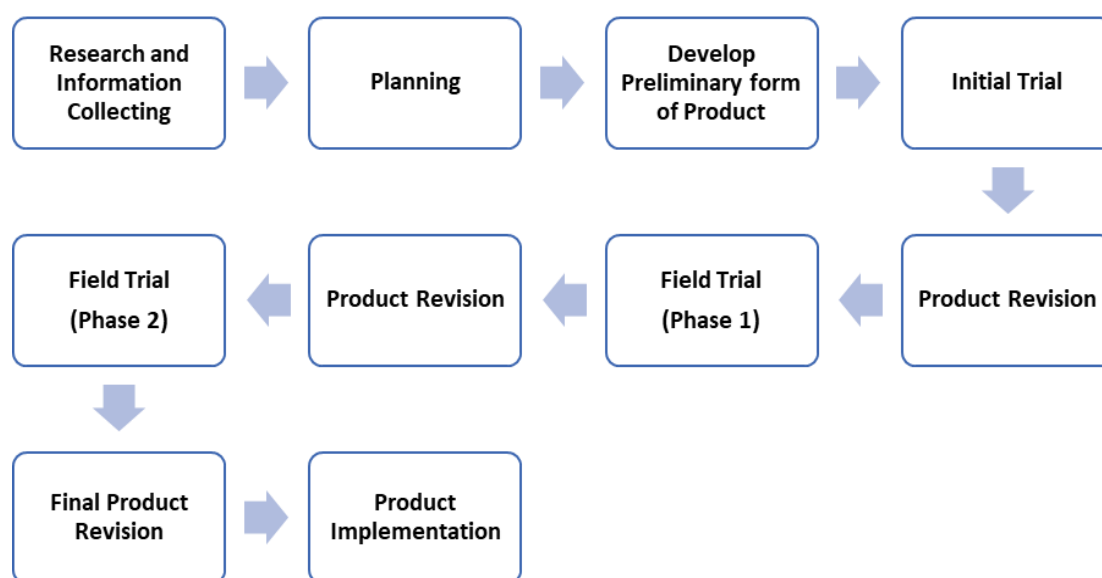 Research and
Information
Collecting
Planning
Develop
Preliminary form
of Product
Initial Trial
Product Revision
Field Trial
(Phase 1)
Product Revision
Field Trial
(Phase 2)
Final Product
Revision
Product
Implementation